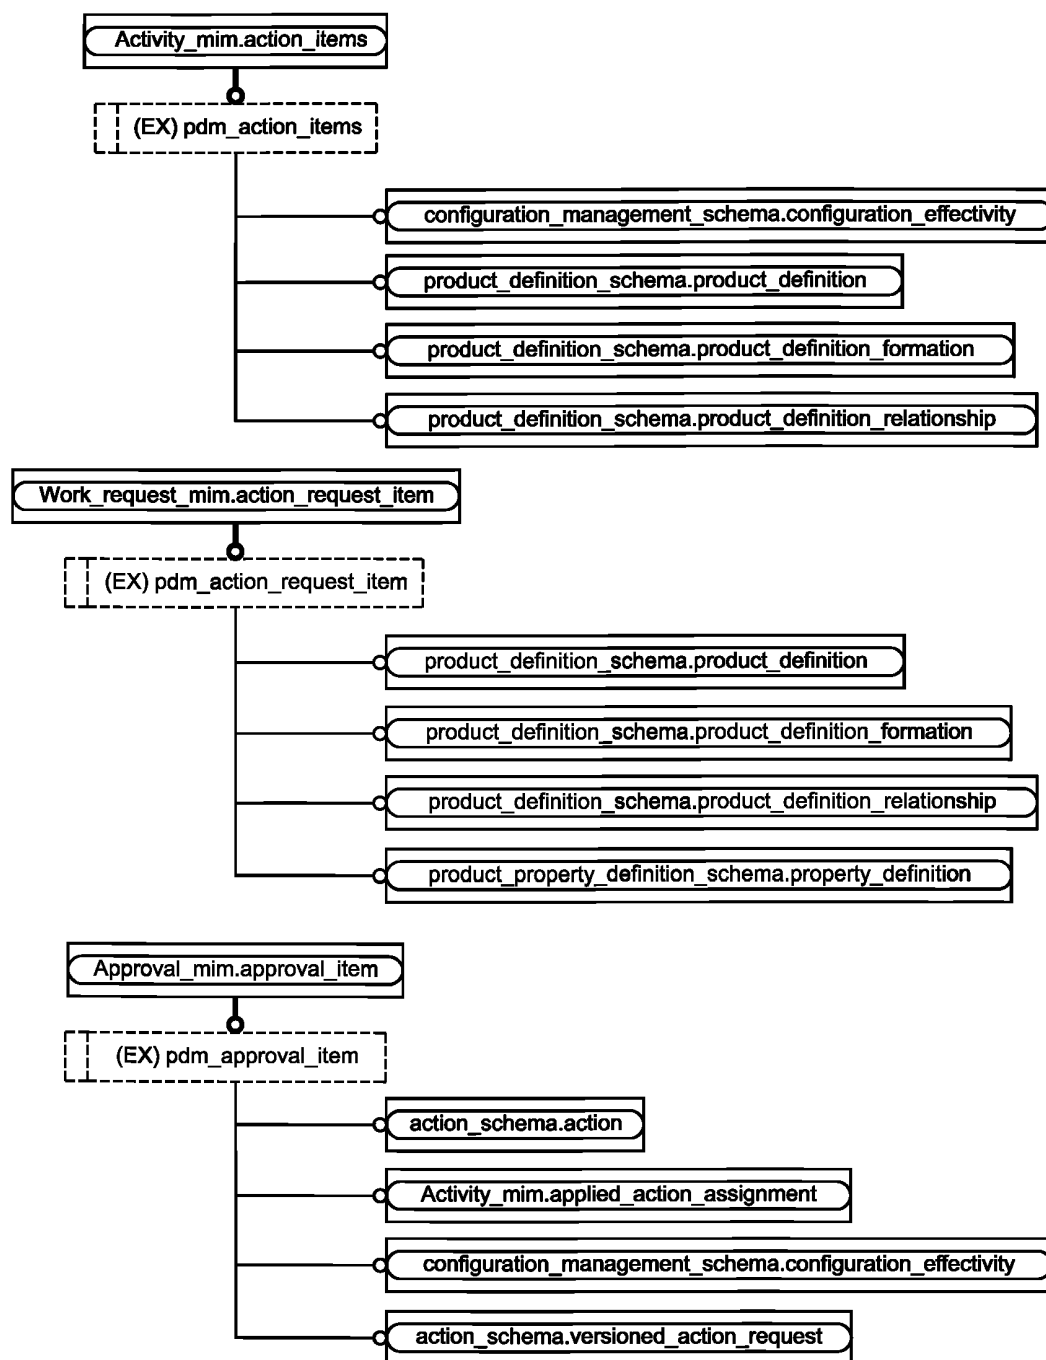 Activity_mim.action_items
(EX) pdm_action_items
configuration_management_schema.configuration_effectivity
product_definition_schema.product_definition
product_definition_schema.product_definition_formation
product_definition_schema.product_definition_relationship
Work_request_mim.action_request_item
(EX) pdm_action_request_item
product_definition_schema.product_definition
product_definition_schema.product_definition_formation
product_definition_schema.product_definition_relationship
product_property_definition_schema.property_definition
Approval_mim.approval_item
(EX) pdm_approval_item
action_schema.action
Activity_mim.applied_action_assignment
configuration_management_schema.configuration_effectivity
action_schema.versioned_action_request